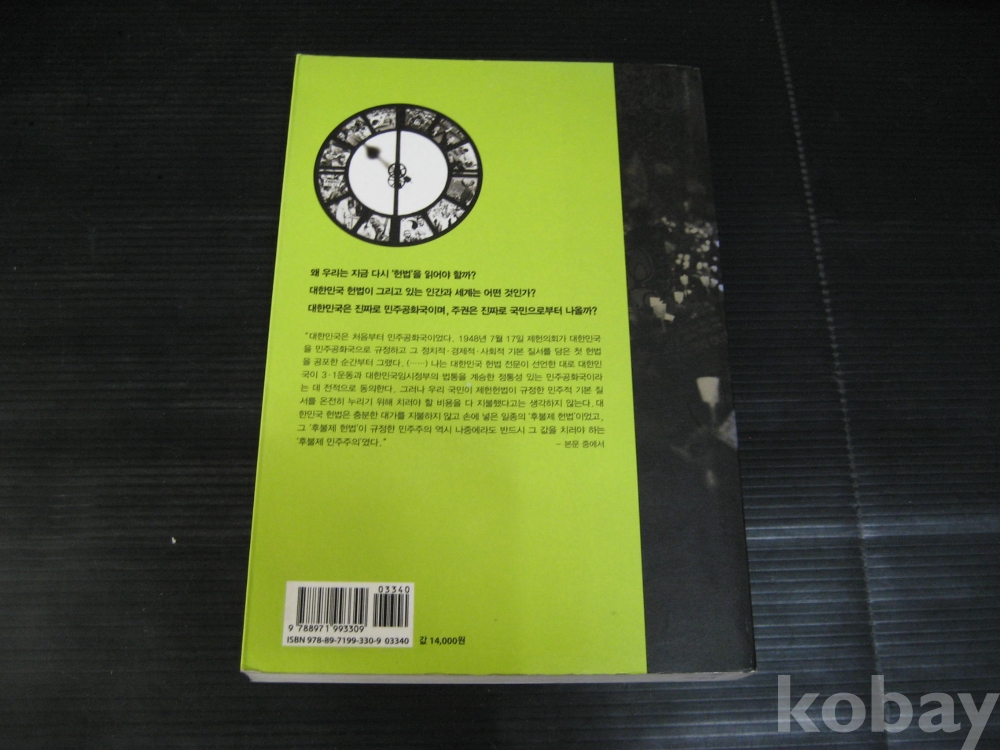 왜 우리는 지금 다시 '헌법'을 읽어야 할까?
대한민국 헌법이 그리고 있는 인간과 세계는 어떤 것인가?
대한민국은 진짜로 민주공화국이며, 주권은 진짜로 국민으로부터 나올까?
"대한민국은 처음부터 민주공화국이었다. 1948년 7월 17일 제헌의회가 대한민국
을 민주공화국으로 규정하고 그 정치적·경제적·사회적 기본 질서를 담은 첫 헌법
을 공포한 순간부터 그랬다. (……) 나는 대한민국 헌법 전문이 선언한 대로 대한민
국이 3·1운동과 대한민국임시정부의 법통을 계승한 정통성 있는 민주공화국이라
는 데 전적으로 동의한다. 그러나 우리 국민이 제헌헌법이 규정한 민주적 기본 질
서를 온전히 누리기 위해 치러야 할 비용을 다 지불했다고는 생각하지 않는다. 대
한민국 헌법은 충분한 대가를 지불하지 않고 손에 넣은 일종의 '후불제 헌법'이었고,
그 '후불제 헌법'이 규정한 민주주의 역시 나중에라도 반드시 그 값을 치러야 하는
'후불제 민주주의'였다."
– 본문 중에서
03340
9 788971 993309
ISBN 978-89-7199-330-9 03340
값 14,000원
kobay